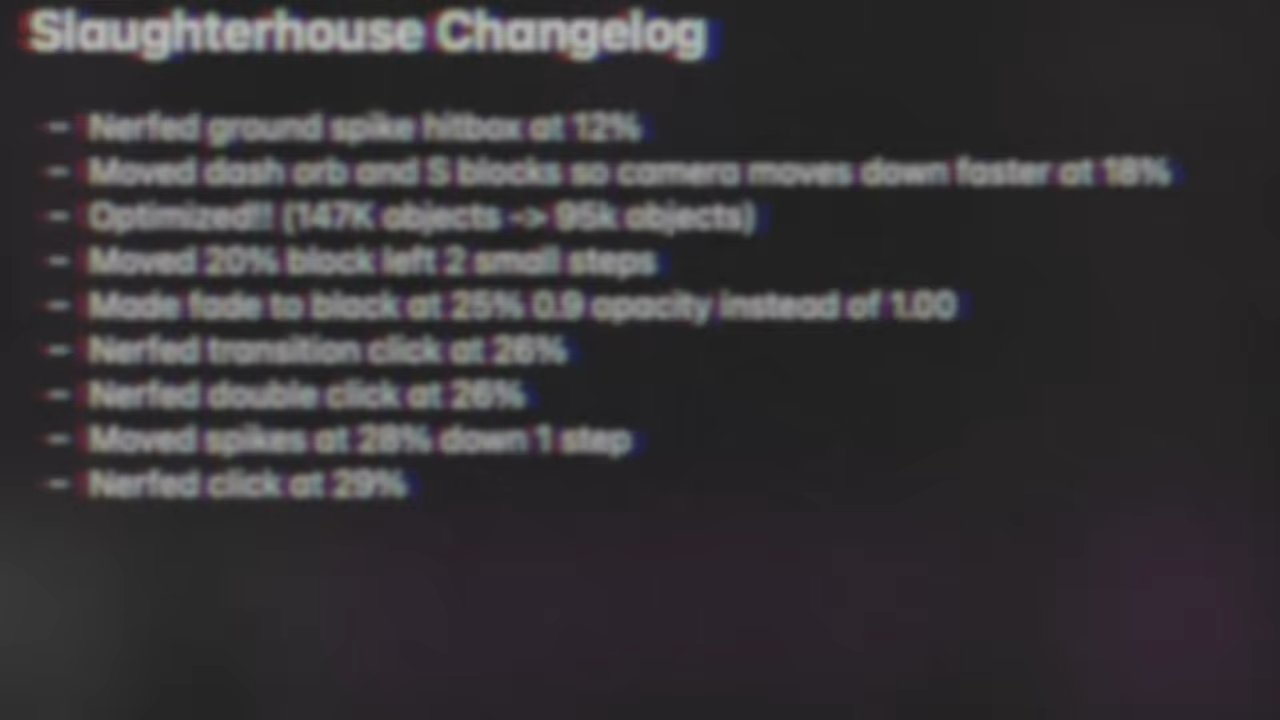 Slaughterhouse Changelog
- Nerfed ground spike hitbox at 12%
- Moved dash orb and S blocks so camera moves down faster at 18%
- Optimized!! (147K objects -> 95k objects)
- Moved 20% block left 2 small steps
- Made fade to black at 25% 0.9 opacity instead of 1.00
- Nerfed transition click at 26%
- Nerfed double click at 26%
- Moved spikes at 28% down 1 step
- Nerfed click at 29%